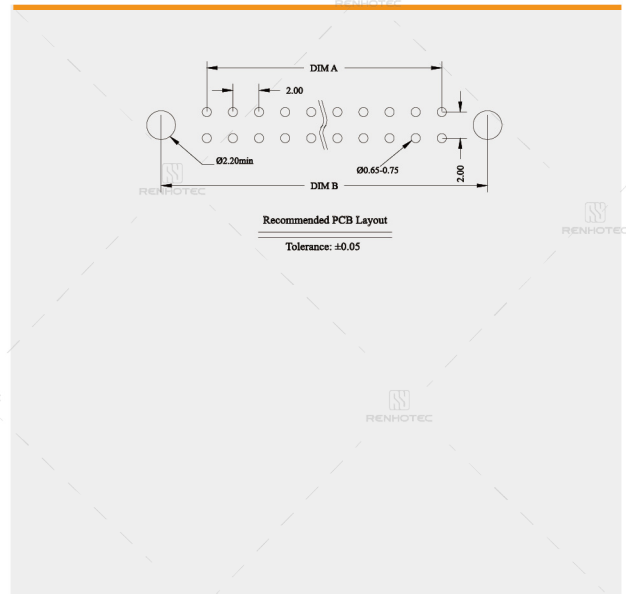 RENHOTEC
DIM A
2.00
Ø2.20min
Ø0.65-0.75
2.00
RENHOTEC
DIM B
Recommended PCB Layout
RENHOTEC
Tolerance: ±0.05
RENHOTEC